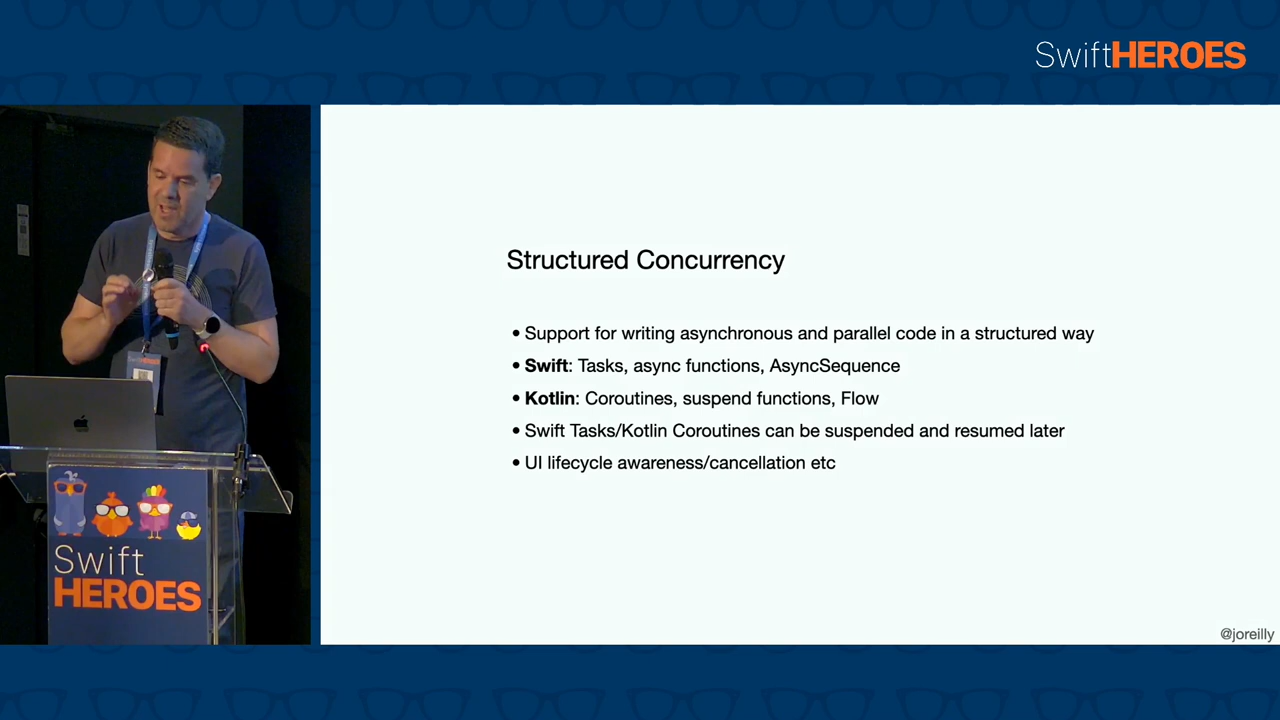 SwiftHEROES
Structured Concurrency
• Support for writing asynchronous and parallel code in a structured way
• Swift: Tasks, async functions, AsyncSequence
• Kotlin: Coroutines, suspend functions, Flow
• Swift Tasks/Kotlin Coroutines can be suspended and resumed later
• UI lifecycle awareness/cancellation etc
@joreilly
Swift
HEROES